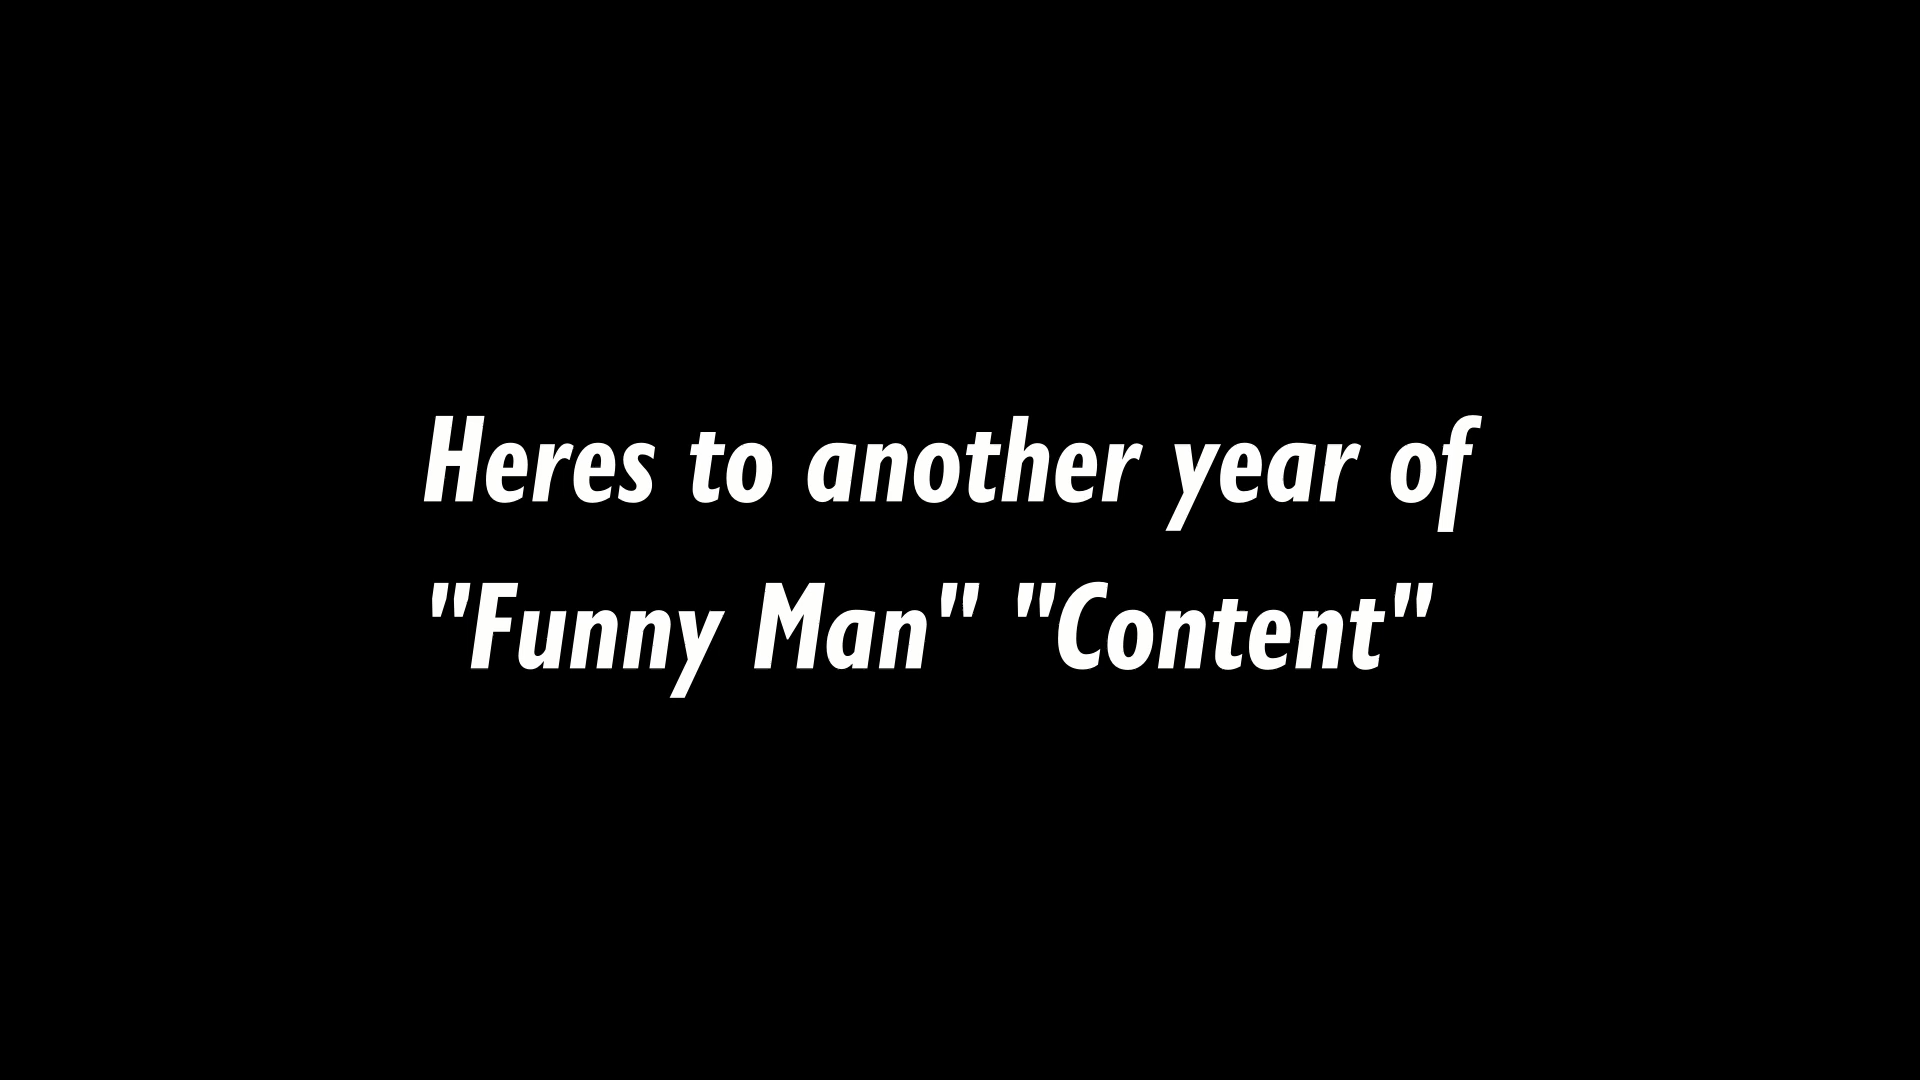 Heres to another year of
"Funny Man" "Content"